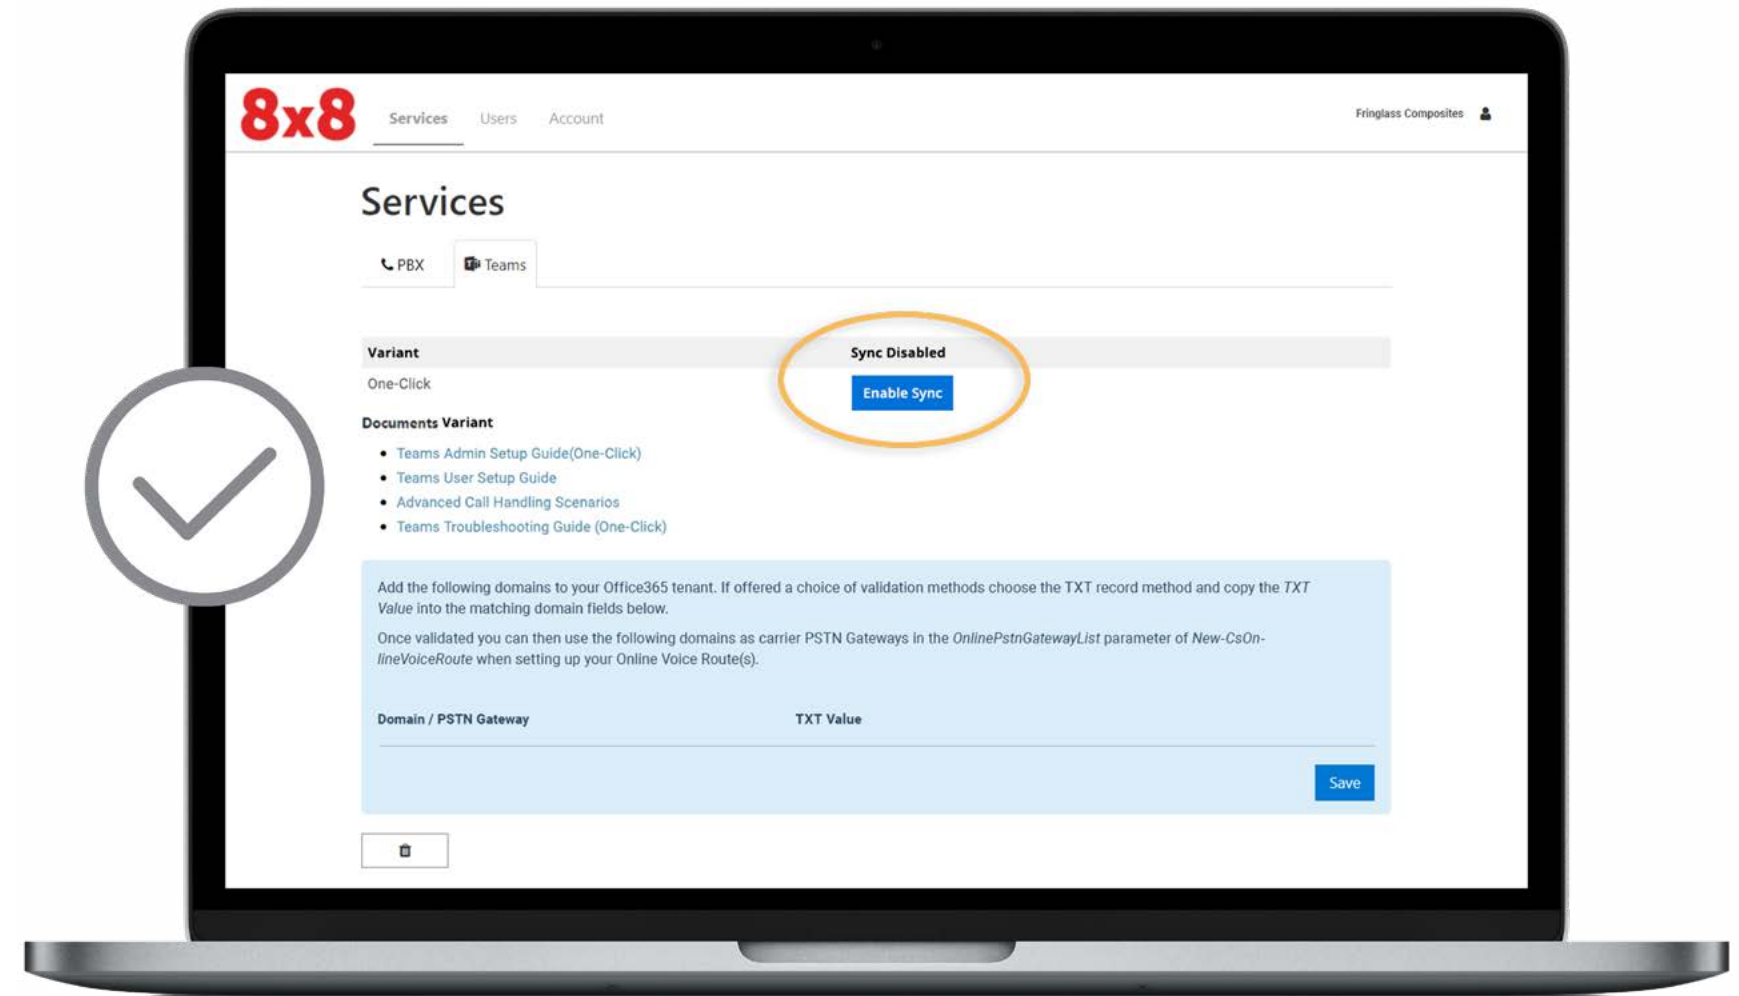 8x8
Services Users Account
Fringlass Composites
Services
PBX Teams
Variant Sync Disabled
One-Click Enable Sync
Documents Variant
Teams Admin Setup Guide(One-Click)
Teams User Setup Guide
Advanced Call Handling Scenarios
Teams Troubleshooting Guide (One-Click)
Add the following domains to your Office365 tenant. If offered a choice of validation methods choose the TXT record method and copy the TXT
Value into the matching domain fields below.
Once validated you can then use the following domains as carrier PSTN Gateways in the OnlinePstnGatewayList parameter of New-CsOn-
lineVoiceRoute when setting up your Online Voice Route(s).
Domain / PSTN Gateway TXT Value
Save